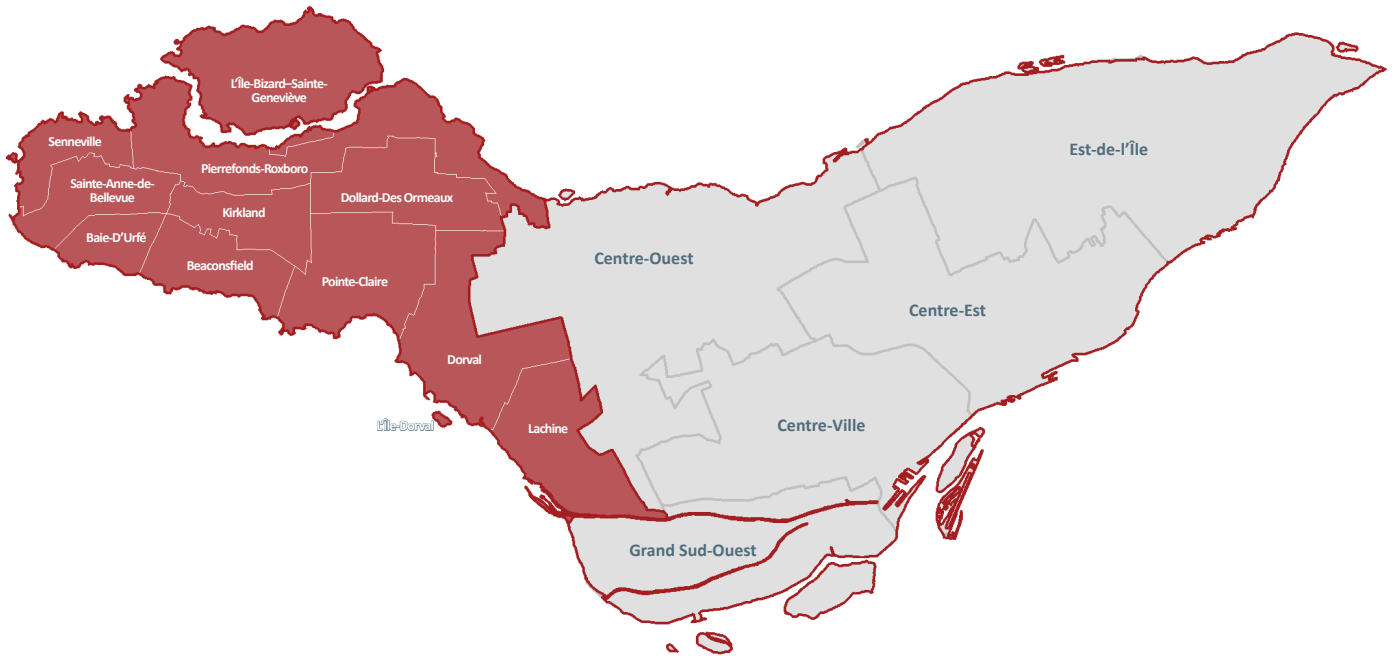 L'Île-Bizard–Sainte-
Geneviève
Senneville
Pierrefonds-Roxboro
Sainte-Anne-de-
Bellevue
Dollard-Des Ormeaux
Kirkland
Baie-D'Urfé
Beaconsfield
Pointe-Claire
Dorval
L'Île-Dorval
Lachine
Est-de-l'Île
Centre-Ouest
Centre-Est
Centre-Ville
Grand Sud-Ouest